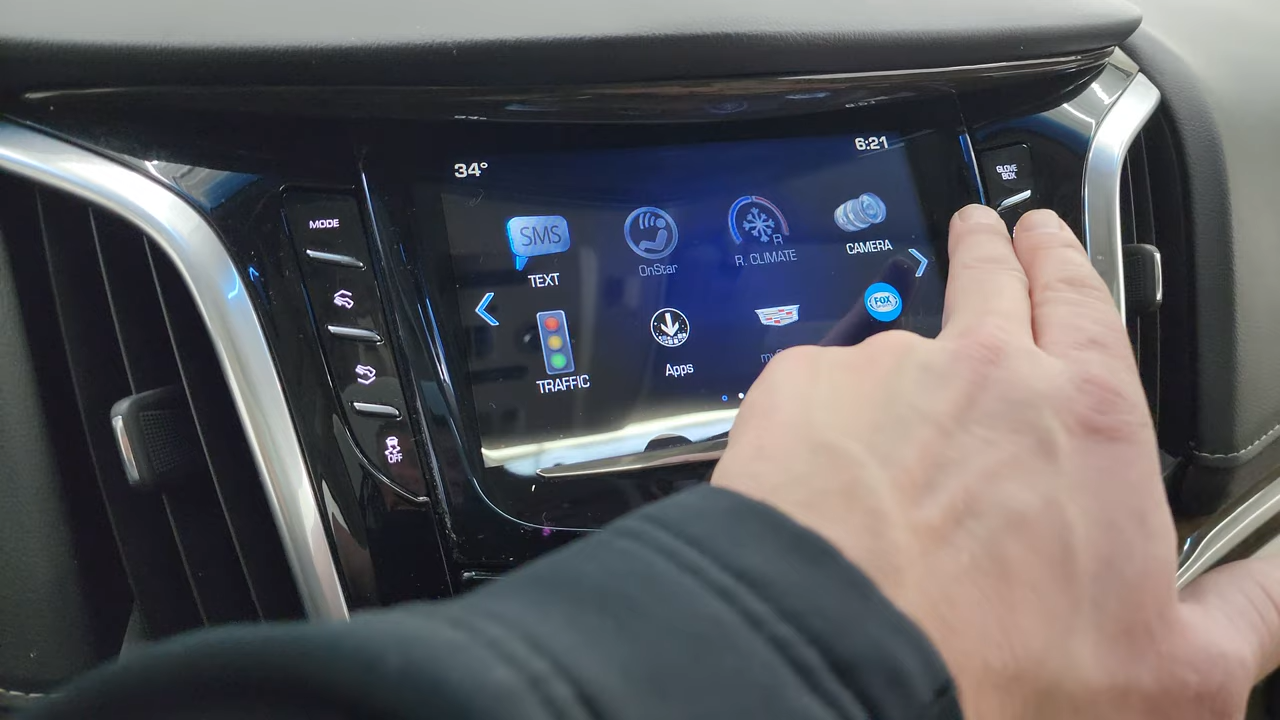 34°
6:21
GLOVE
BOX
MODE
SMS
TEXT
OnStar
R
R. CLIMATE
CAMERA
FOX
TRAFFIC
Apps
OFF